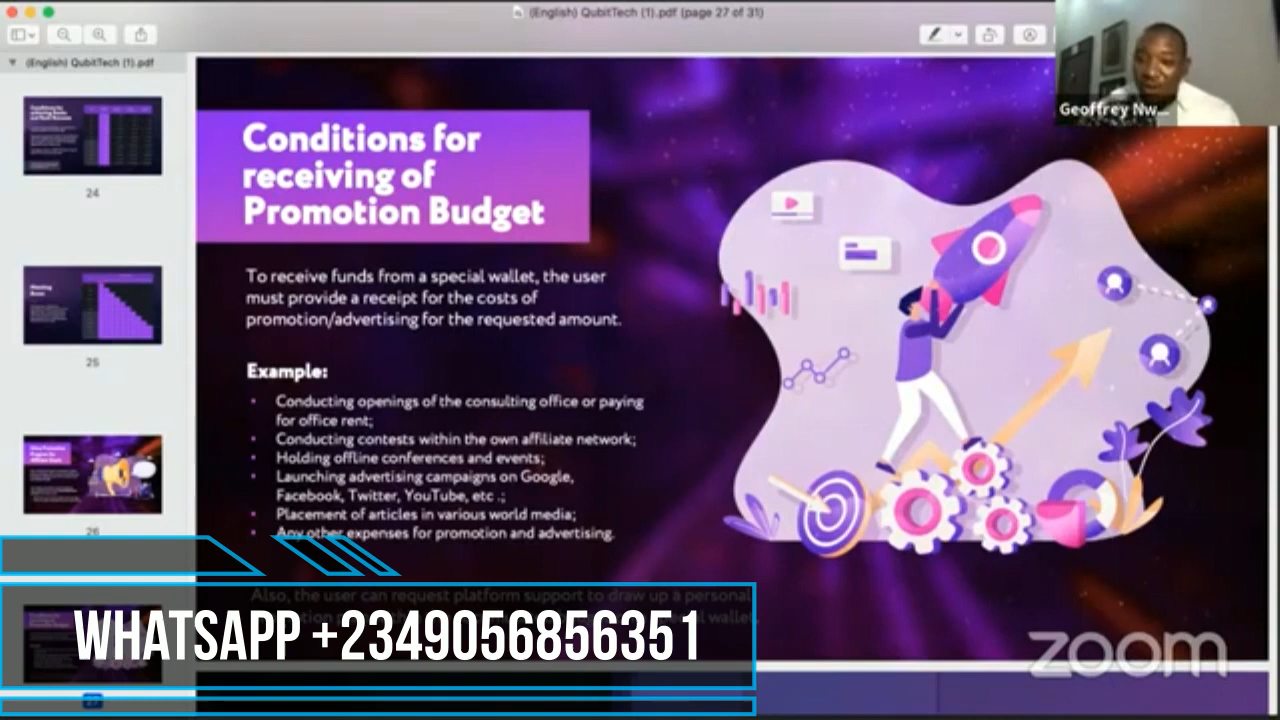 (English) QubitTech (1).pdf (page 27 of 31)
(English) QubitTech (1).pdf
Geoffrey Nw...
24
25
26
27
Conditions for
receiving of
Promotion Budget
To receive funds from a special wallet, the user
must provide a receipt for the costs of
promotion/advertising for the requested amount.
Example:
Conducting openings of the consulting office or paying
for office rent;
Conducting contests within the own affiliate network;
Holding offline conferences and events;
Launching advertising campaigns on Google,
Facebook, Twitter, YouTube, etc .;
Placement of articles in various world media;
Any other expenses for promotion and advertising.
Also, the user can request platform support to draw up a personal
WHATSAPP +2349056856351
zoom